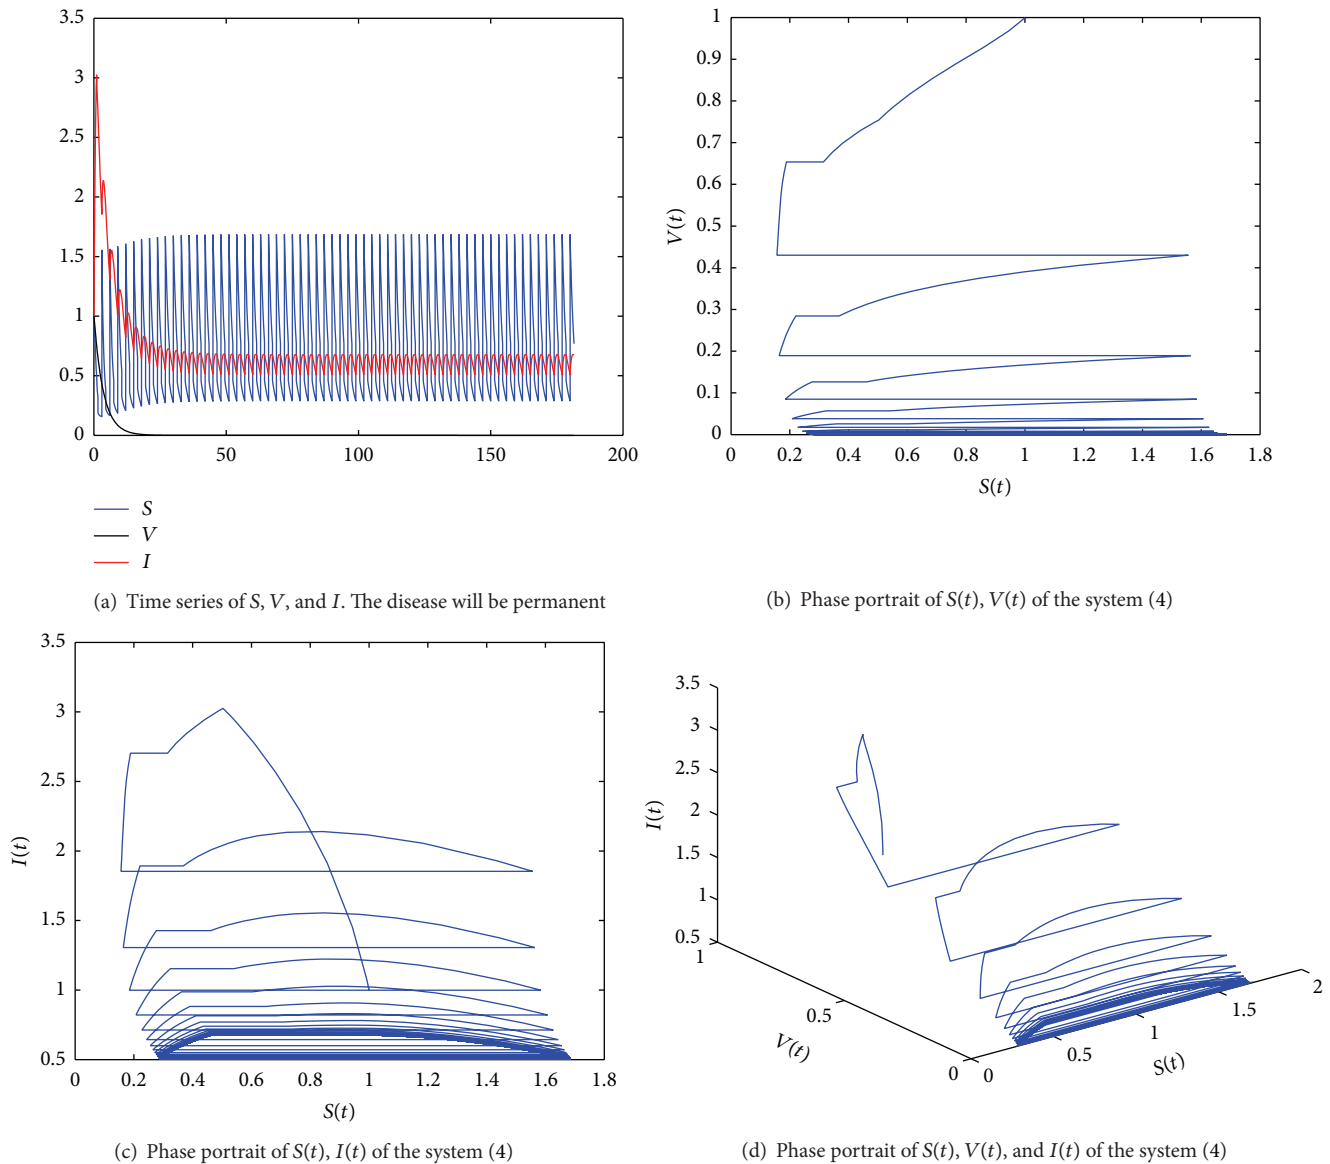 3.5
3
2.5
2
1.5
1
0.5
0
0 50 100 150 200
S
V
I
(a) Time series of S, V, and I. The disease will be permanent
1
0.9
0.8
0.7
0.6
0.5
0.4
0.3
0.2
0.1
0
V(t)
0 0.2 0.4 0.6 0.8 1 1.2 1.4 1.6 1.8
S(t)
(b) Phase portrait of S(t), V(t) of the system (4)
3.5
3
2.5
2
1.5
1
0.5
I(t)
0 0.2 0.4 0.6 0.8 1 1.2 1.4 1.6 1.8
S(t)
(c) Phase portrait of S(t), I(t) of the system (4)
3.5
3
2.5
2
1.5
1
0.5
I(t)
1
0.5
0
V(t)
0
0.5
1
1.5
2
S(t)
(d) Phase portrait of S(t), V(t), and I(t) of the system (4)